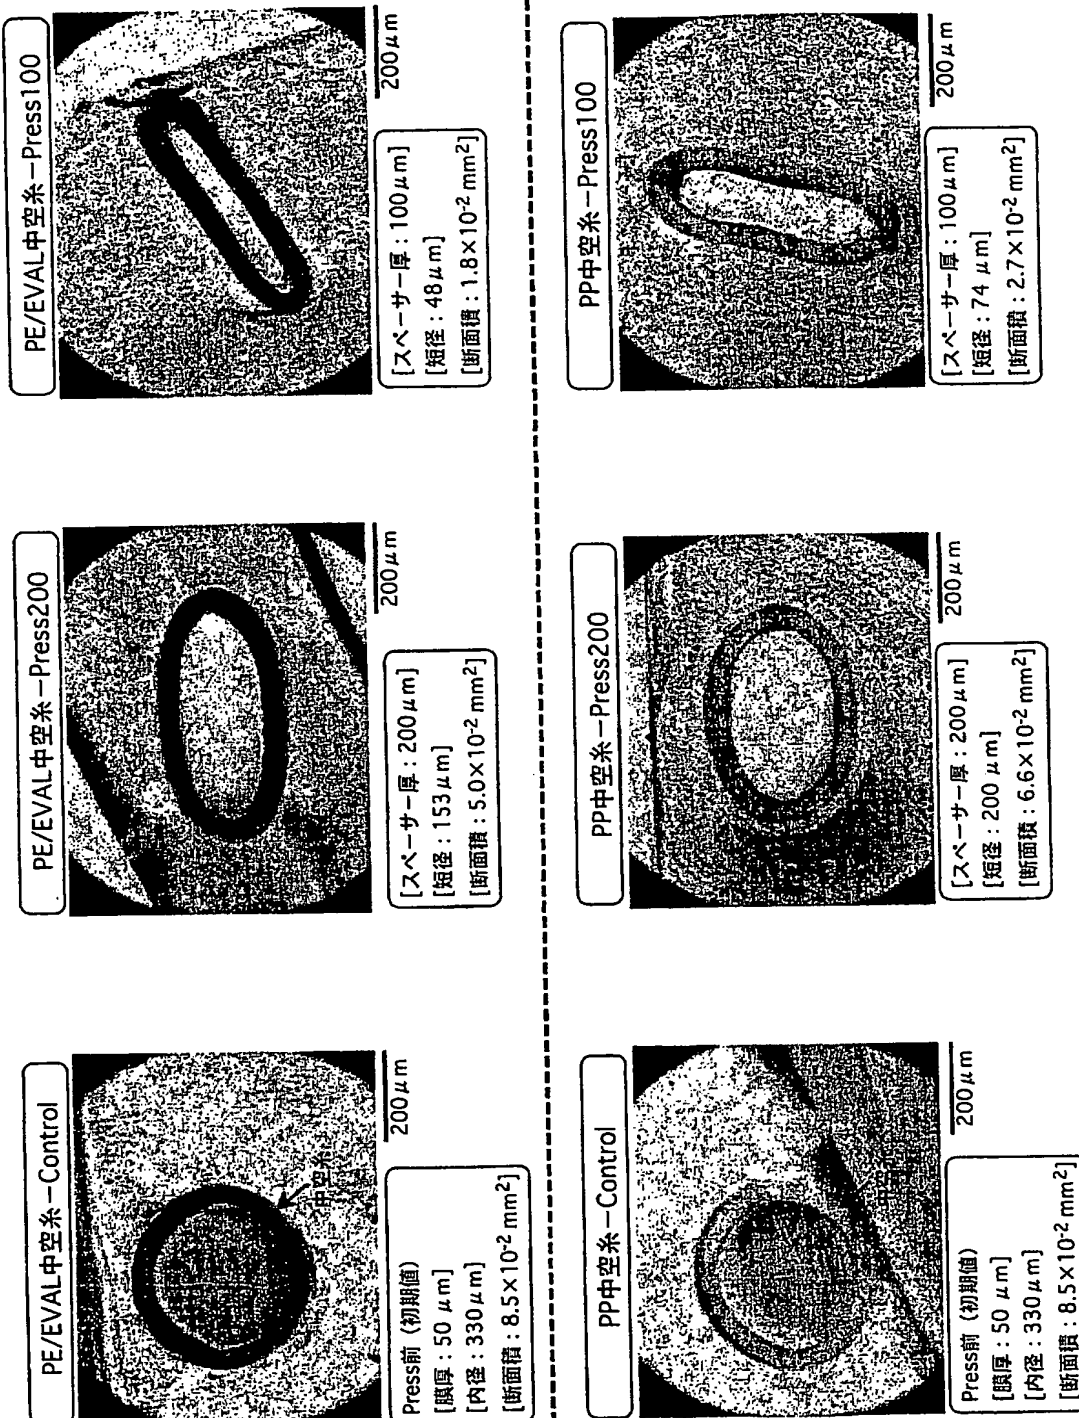 PE/EVAL中空糸−Control
中空糸
200μm
Press前（初期値）
[膜厚：50 μm]
[内径：330μm]
[断面積：8.5×10⁻² mm²]
PE/EVAL中空糸−Press200
200μm
[スペーサー厚：200μm]
[短径：153μm]
[断面積：5.0×10⁻² mm²]
PE/EVAL中空糸−Press100
200μm
[スペーサー厚：100μm]
[短径：48μm]
[断面積：1.8×10⁻² mm²]
PP中空糸−Control
中空糸
200μm
Press前（初期値）
[膜厚：50 μm]
[内径：330μm]
[断面積：8.5×10⁻² mm²]
PP中空糸−Press200
200μm
[スペーサー厚：200μm]
[短径：200 μm]
[断面積：6.6×10⁻² mm²]
PP中空糸−Press100
200μm
[スペーサー厚：100μm]
[短径：74 μm]
[断面積：2.7×10⁻² mm²]